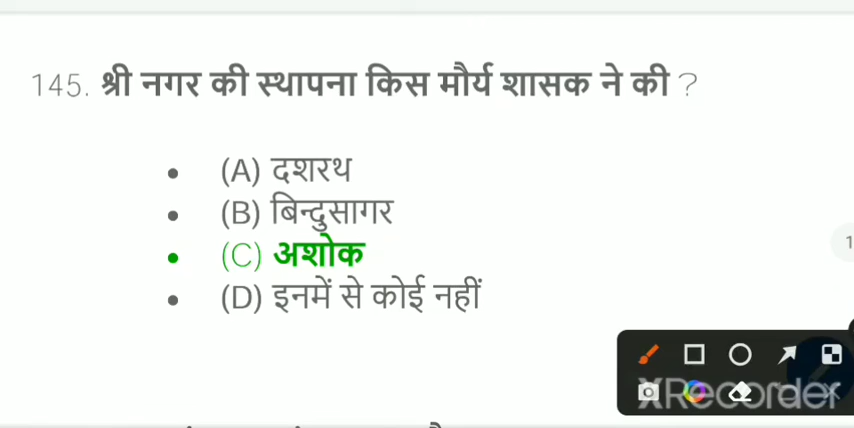 145. श्री नगर की स्थापना किस मौर्य शासक ने की ?
(A) दशरथ
(B) बिन्दुसागर
(C) अशोक
(D) इनमें से कोई नहीं
1
XRecorder